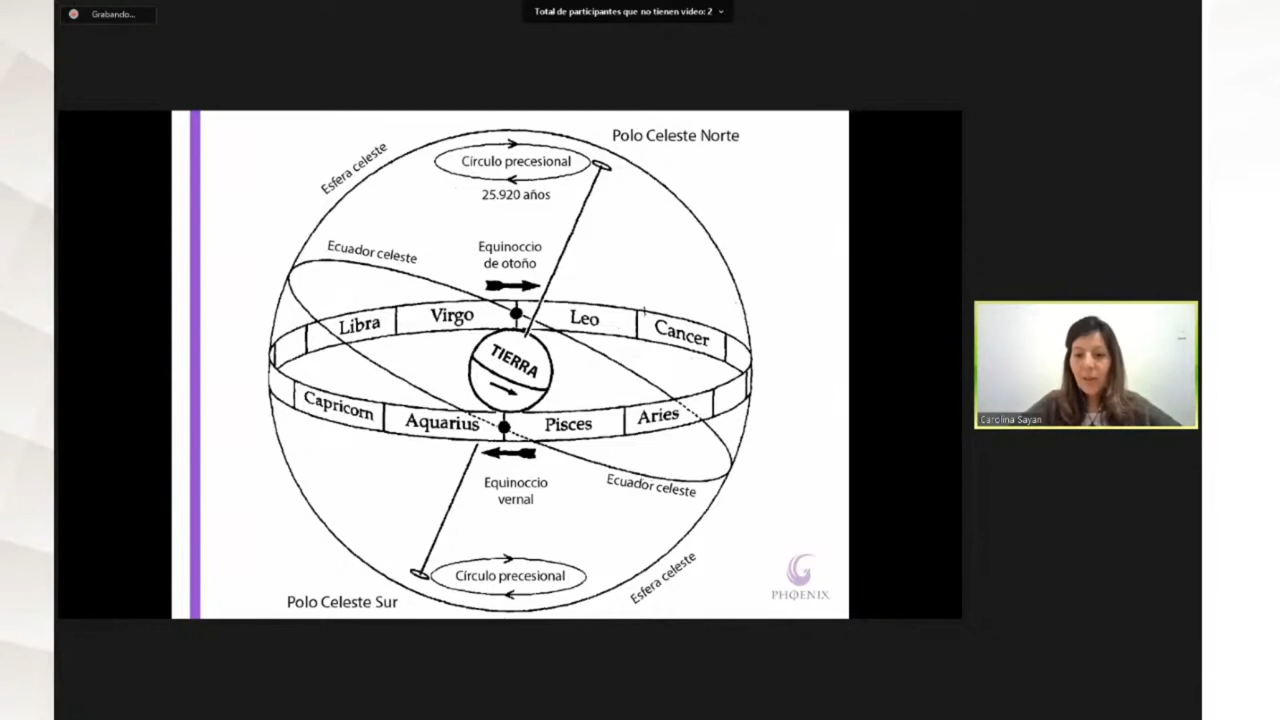 Grabando...
Total de participantes que no tienen video: 2
Polo Celeste Norte
Esfera celeste
Círculo precesional
25.920 años
Ecuador celeste
Equinoccio
de otoño
Libra
Virgo
Leo
Cancer
TIERRA
Capricorn
Aquarius
Pisces
Aries
Equinoccio
vernal
Ecuador celeste
Círculo precesional
Esfera celeste
Polo Celeste Sur
PHOENIX
Carolina Sayan